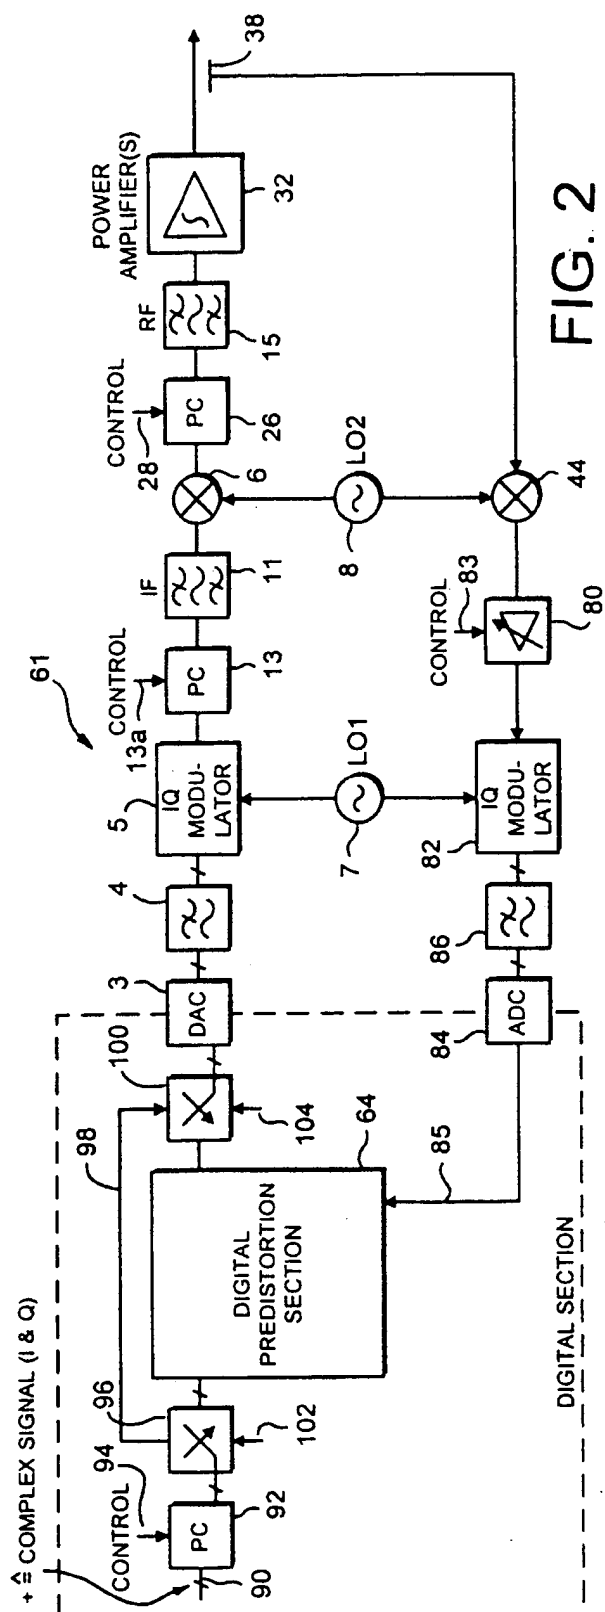 + ≙ COMPLEX SIGNAL (I & Q)
CONTROL
94
96
98
100
3
4
5
61
CONTROL
13a
IF
CONTROL
28
RF
POWER
AMPLIFIER(S)
38
PC
DAC
IQ
MODU-
LATOR
PC
PC
90
92
102
104
13
11
6
26
15
32
DIGITAL
PREDISTORTION
SECTION
64
7
LO1
8
LO2
85
CONTROL
83
84
ADC
86
82
IQ
MODU-
LATOR
80
44
DIGITAL SECTION
FIG. 2